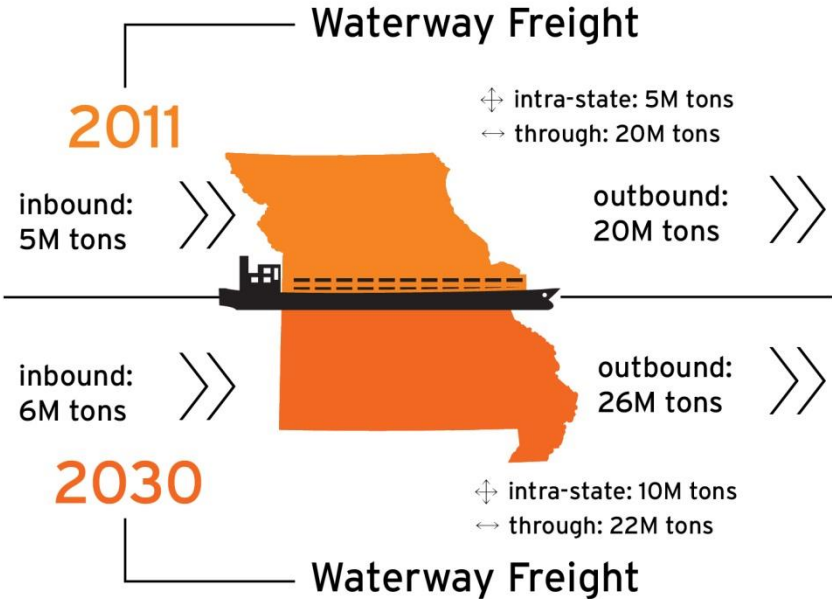 Waterway Freight
2011
intra-state: 5M tons
through: 20M tons
inbound:
5M tons
outbound:
20M tons
inbound:
6M tons
outbound:
26M tons
2030
intra-state: 10M tons
through: 22M tons
Waterway Freight